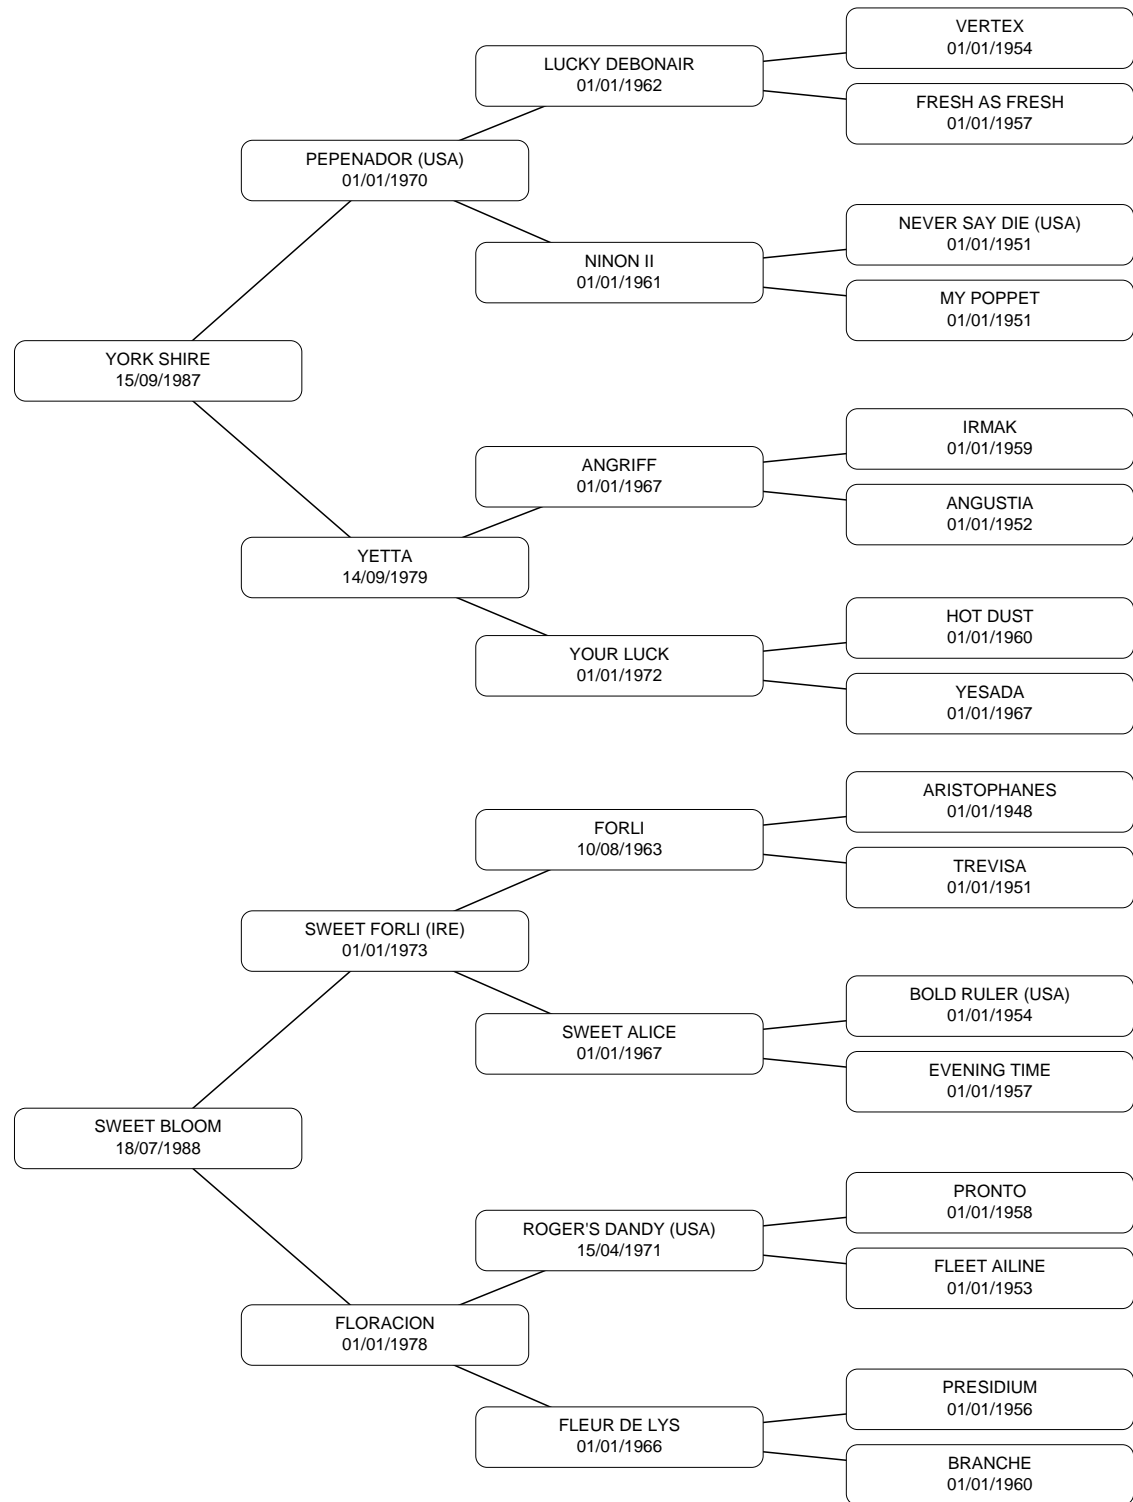 VERTEX
01/01/1954
LUCKY DEBONAIR
01/01/1962
FRESH AS FRESH
01/01/1957
PEPENADOR (USA)
01/01/1970
NEVER SAY DIE (USA)
01/01/1951
NINON II
01/01/1961
MY POPPET
01/01/1951
YORK SHIRE
15/09/1987
IRMAK
01/01/1959
ANGRIFF
01/01/1967
ANGUSTIA
01/01/1952
YETTA
14/09/1979
HOT DUST
01/01/1960
YOUR LUCK
01/01/1972
YESADA
01/01/1967
ARISTOPHANES
01/01/1948
FORLI
10/08/1963
TREVISA
01/01/1951
SWEET FORLI (IRE)
01/01/1973
BOLD RULER (USA)
01/01/1954
SWEET ALICE
01/01/1967
EVENING TIME
01/01/1957
SWEET BLOOM
18/07/1988
PRONTO
01/01/1958
ROGER'S DANDY (USA)
15/04/1971
FLEET AILINE
01/01/1953
FLORACION
01/01/1978
PRESIDIUM
01/01/1956
FLEUR DE LYS
01/01/1966
BRANCHE
01/01/1960